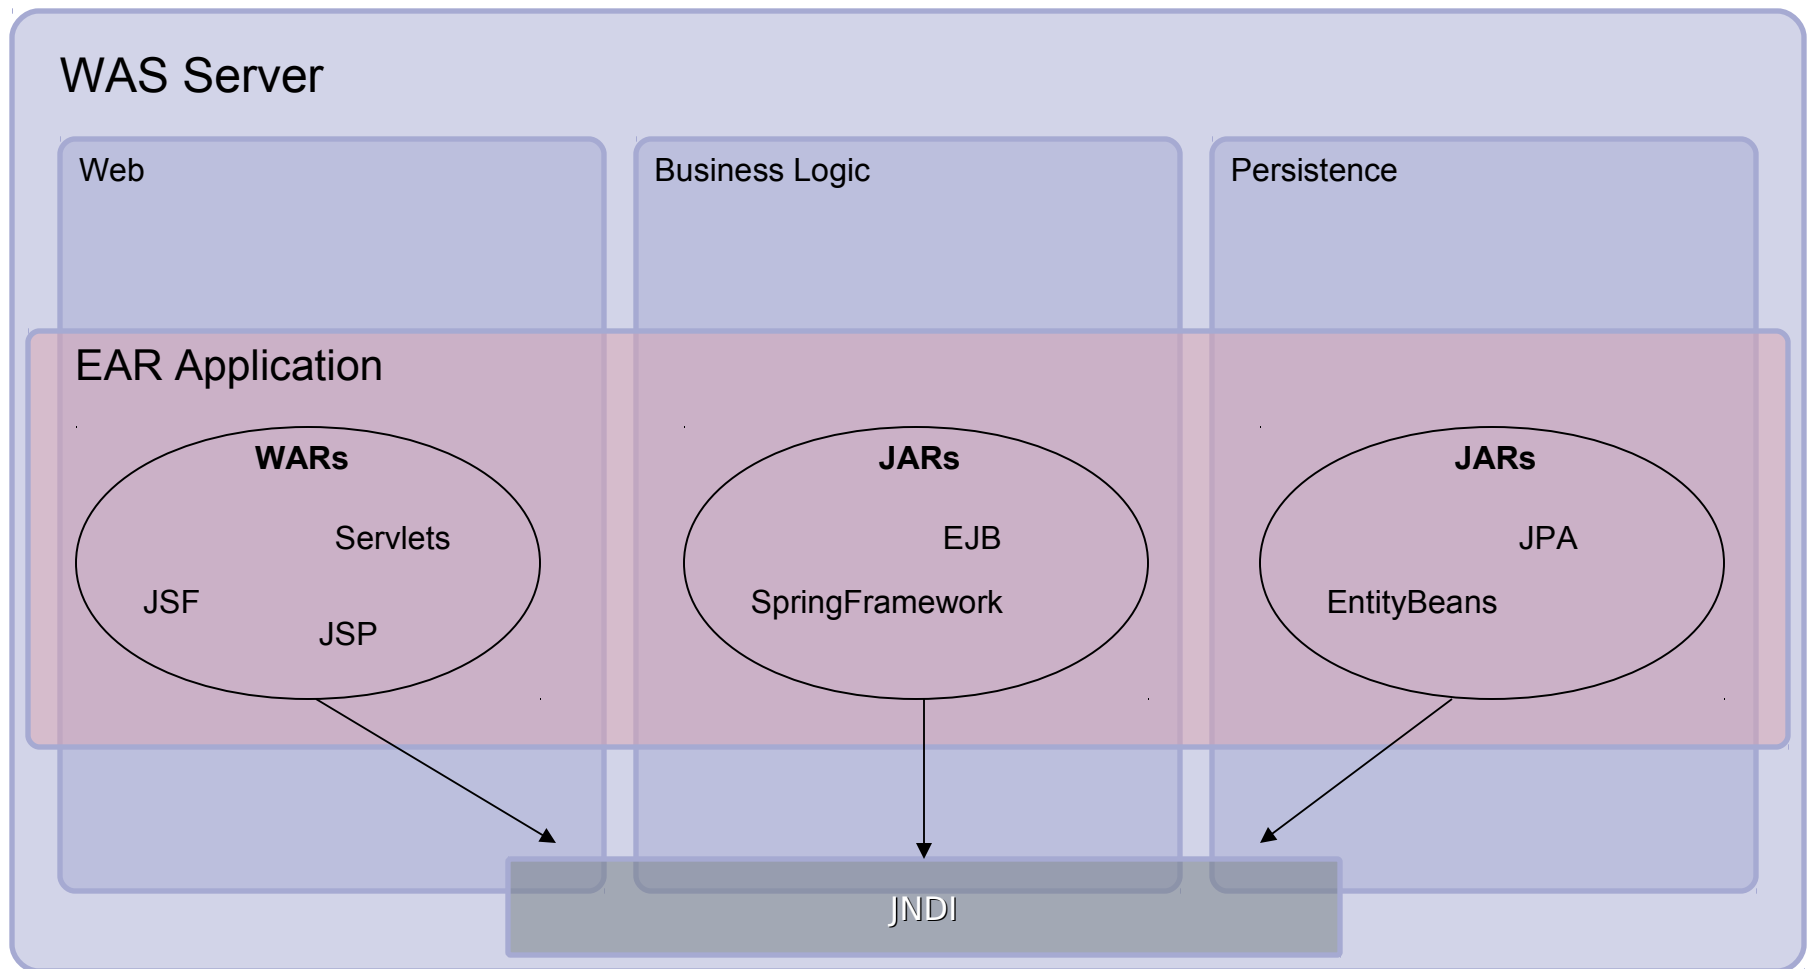 WAS Server
Web
Business Logic
Persistence
EAR Application
WARs
Servlets
JSF
JSP
JARs
EJB
SpringFramework
JARs
JPA
EntityBeans
JNDI